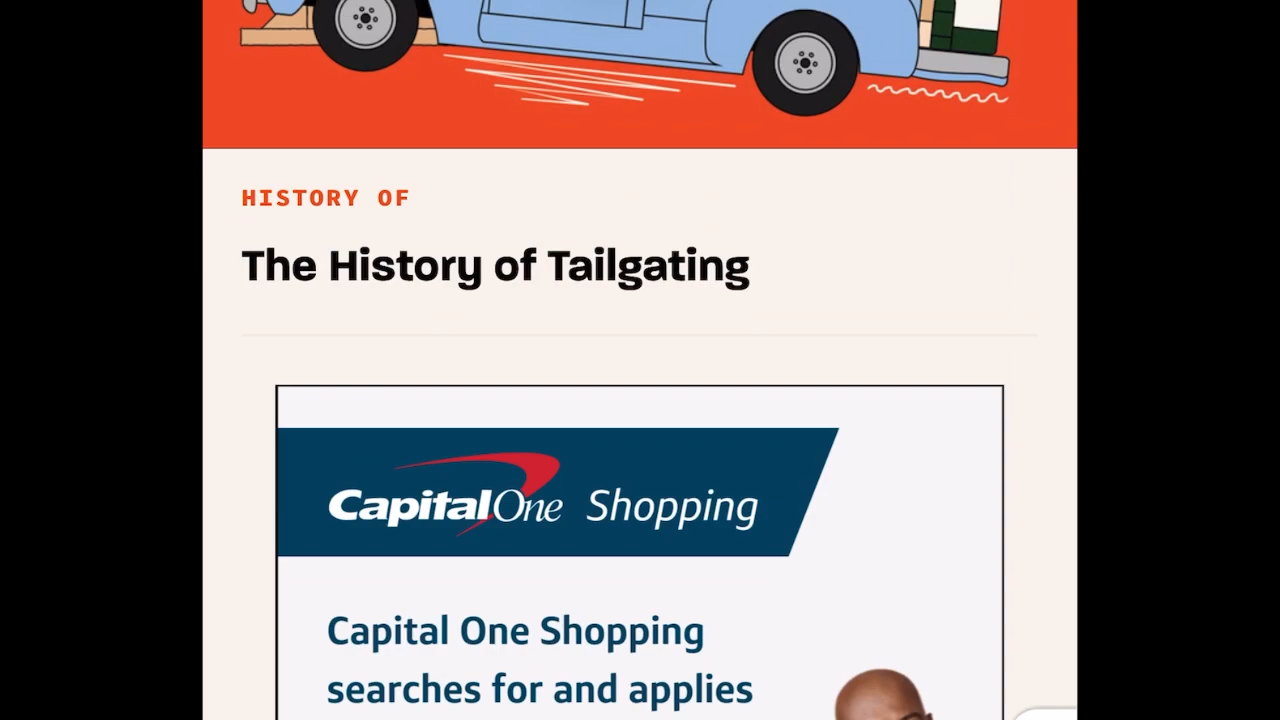 HISTORY OF
The History of Tailgating
CapitalOne Shopping
Capital One Shopping
searches for and applies